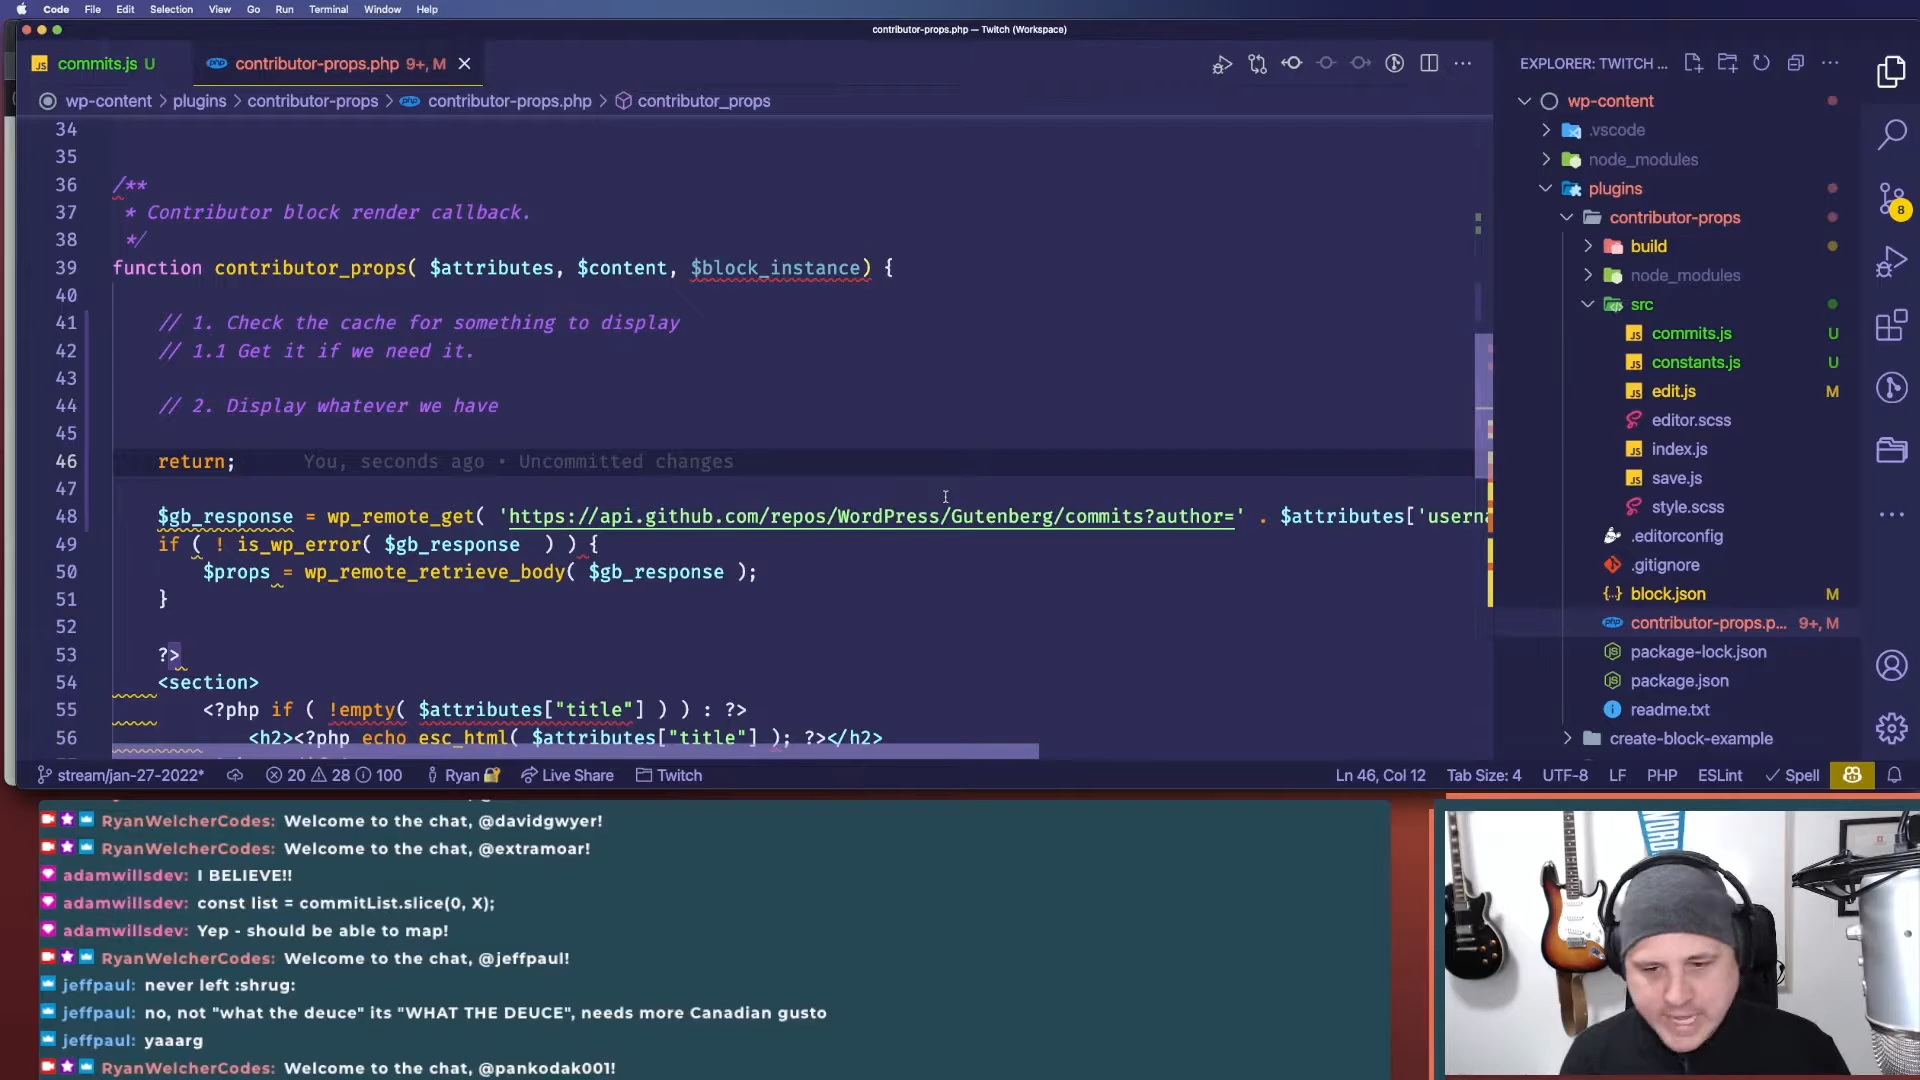 Code File Edit Selection View Go Run Terminal Window Help
contributor-props.php — Twitch (Workspace)
commits.js U
contributor-props.php 9+, M
EXPLORER: TWITCH ...
wp-content > plugins > contributor-props > contributor-props.php > contributor_props
34
35
36 /**
37 * Contributor block render callback.
38 */
39 function contributor_props( $attributes, $content, $block_instance) {
40
41 // 1. Check the cache for something to display
42 // 1.1 Get it if we need it.
43
44 // 2. Display whatever we have
45
46 return; You, seconds ago • Uncommitted changes
47
48 $gb_response = wp_remote_get( 'https://api.github.com/repos/WordPress/Gutenberg/commits?author=' . $attributes['userna
49 if ( ! is_wp_error( $gb_response ) ) {
50 $props = wp_remote_retrieve_body( $gb_response );
51 }
52
53 ?>
54 <section>
55 <?php if ( !empty( $attributes["title"] ) ) : ?>
56 <h2><?php echo esc_html( $attributes["title"] ); ?></h2>
wp-content
.vscode
node_modules
plugins
contributor-props
build
node_modules
src
commits.js U
constants.js U
edit.js M
editor.scss
index.js
save.js
style.scss
.editorconfig
.gitignore
block.json M
contributor-props.p... 9+, M
package-lock.json
package.json
readme.txt
create-block-example
8
stream/jan-27-2022* 20 28 100 Ryan Live Share Twitch
Ln 46, Col 12 Tab Size: 4 UTF-8 LF PHP ESLint Spell
RyanWelcherCodes: Welcome to the chat, @davidgwyer!
RyanWelcherCodes: Welcome to the chat, @extramoar!
adamwillsdev: I BELIEVE!!
adamwillsdev: const list = commitList.slice(0, X);
adamwillsdev: Yep - should be able to map!
RyanWelcherCodes: Welcome to the chat, @jeffpaul!
jeffpaul: never left :shrug:
jeffpaul: no, not "what the deuce" its "WHAT THE DEUCE", needs more Canadian gusto
jeffpaul: yaaarg
RyanWelcherCodes: Welcome to the chat, @pankodak001!